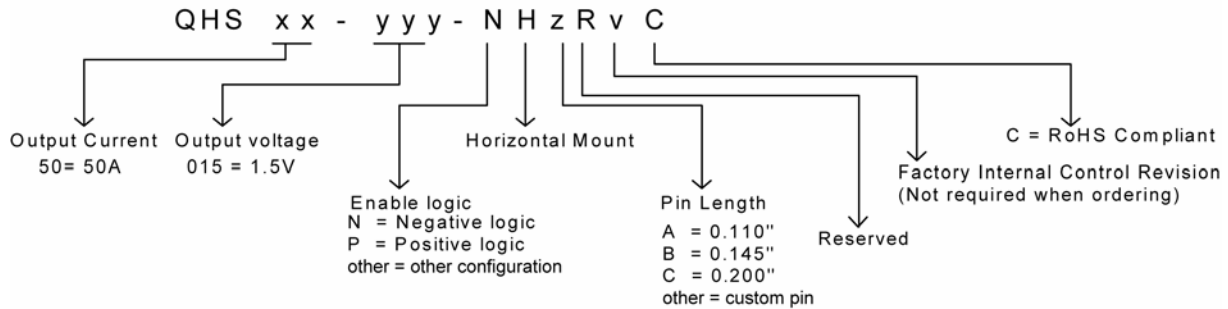 QHS xx - yyy - N H z R v C
Output Current
50= 50A
Output voltage
015 = 1.5V
Enable logic
N = Negative logic
P = Positive logic
other = other configuration
Horizontal Mount
Pin Length
A = 0.110"
B = 0.145"
C = 0.200"
other = custom pin
Reserved
Factory Internal Control Revision
(Not required when ordering)
C = RoHS Compliant